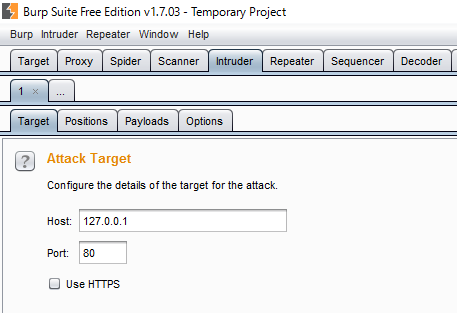 Burp Suite Free Edition v1.7.03 - Temporary Project
Burp Intruder Repeater Window Help
Target Proxy Spider Scanner Intruder Repeater Sequencer Decoder
1 × ...
Target Positions Payloads Options
? Attack Target
Configure the details of the target for the attack.
Host: 127.0.0.1
Port: 80
Use HTTPS